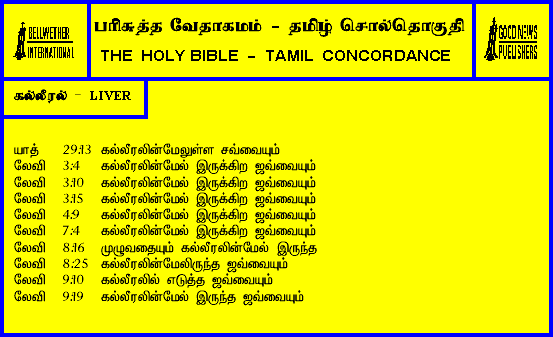 BELLWETHER
INTERNATIONAL
பரிசுத்த வேதாகமம் - தமிழ் சொல்தொகுதி
THE HOLY BIBLE - TAMIL CONCORDANCE
GOOD NEWS
PUBLISHERS
கல்லீரல் - LIVER
யாத் 29:13 கல்லீரலின்மேலுள்ள சவ்வையும்
லேவி 3:4 கல்லீரலின்மேல் இருக்கிற ஜவ்வையும்
லேவி 3:10 கல்லீரலின்மேல் இருக்கிற ஜவ்வையும்
லேவி 3:15 கல்லீரலின்மேல் இருக்கிற ஜவ்வையும்
லேவி 4:9 கல்லீரலின்மேல் இருக்கிற ஜவ்வையும்
லேவி 7:4 கல்லீரலின்மேல் இருக்கிற ஜவ்வையும்
லேவி 8:16 முழுவதையும் கல்லீரலின்மேல் இருந்த
லேவி 8:25 கல்லீரலின்மேலிருந்த ஜவ்வையும்
லேவி 9:10 கல்லீரலில் எடுத்த ஜவ்வையும்
லேவி 9:19 கல்லீரலின்மேல் இருந்த ஜவ்வையும்